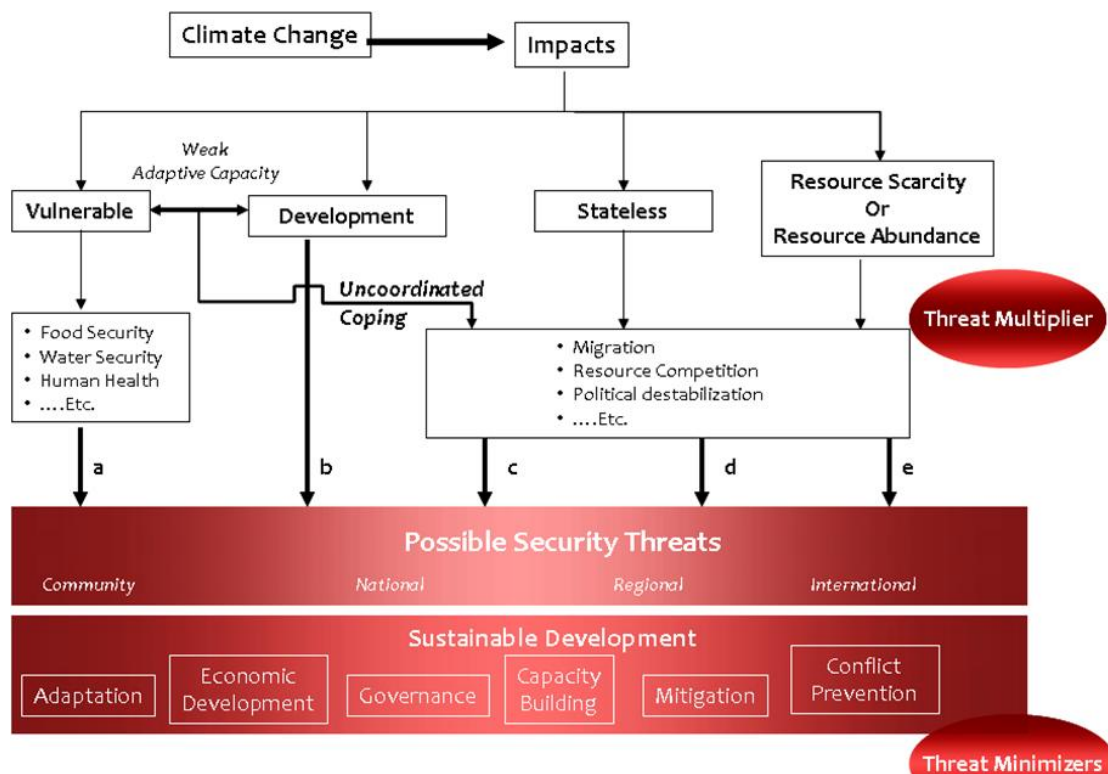 Climate Change
Impacts
Weak
Adaptive Capacity
Vulnerable
Development
Stateless
Resource Scarcity
Or
Resource Abundance
Uncoordinated
Coping
Threat Multiplier
• Food Security
• Water Security
• Human Health
• ....Etc.
• Migration
• Resource Competition
• Political destabilization
• ....Etc.
a
b
c
d
e
Possible Security Threats
Community
National
Regional
International
Sustainable Development
Adaptation
Economic
Development
Governance
Capacity
Building
Mitigation
Conflict
Prevention
Threat Minimizers